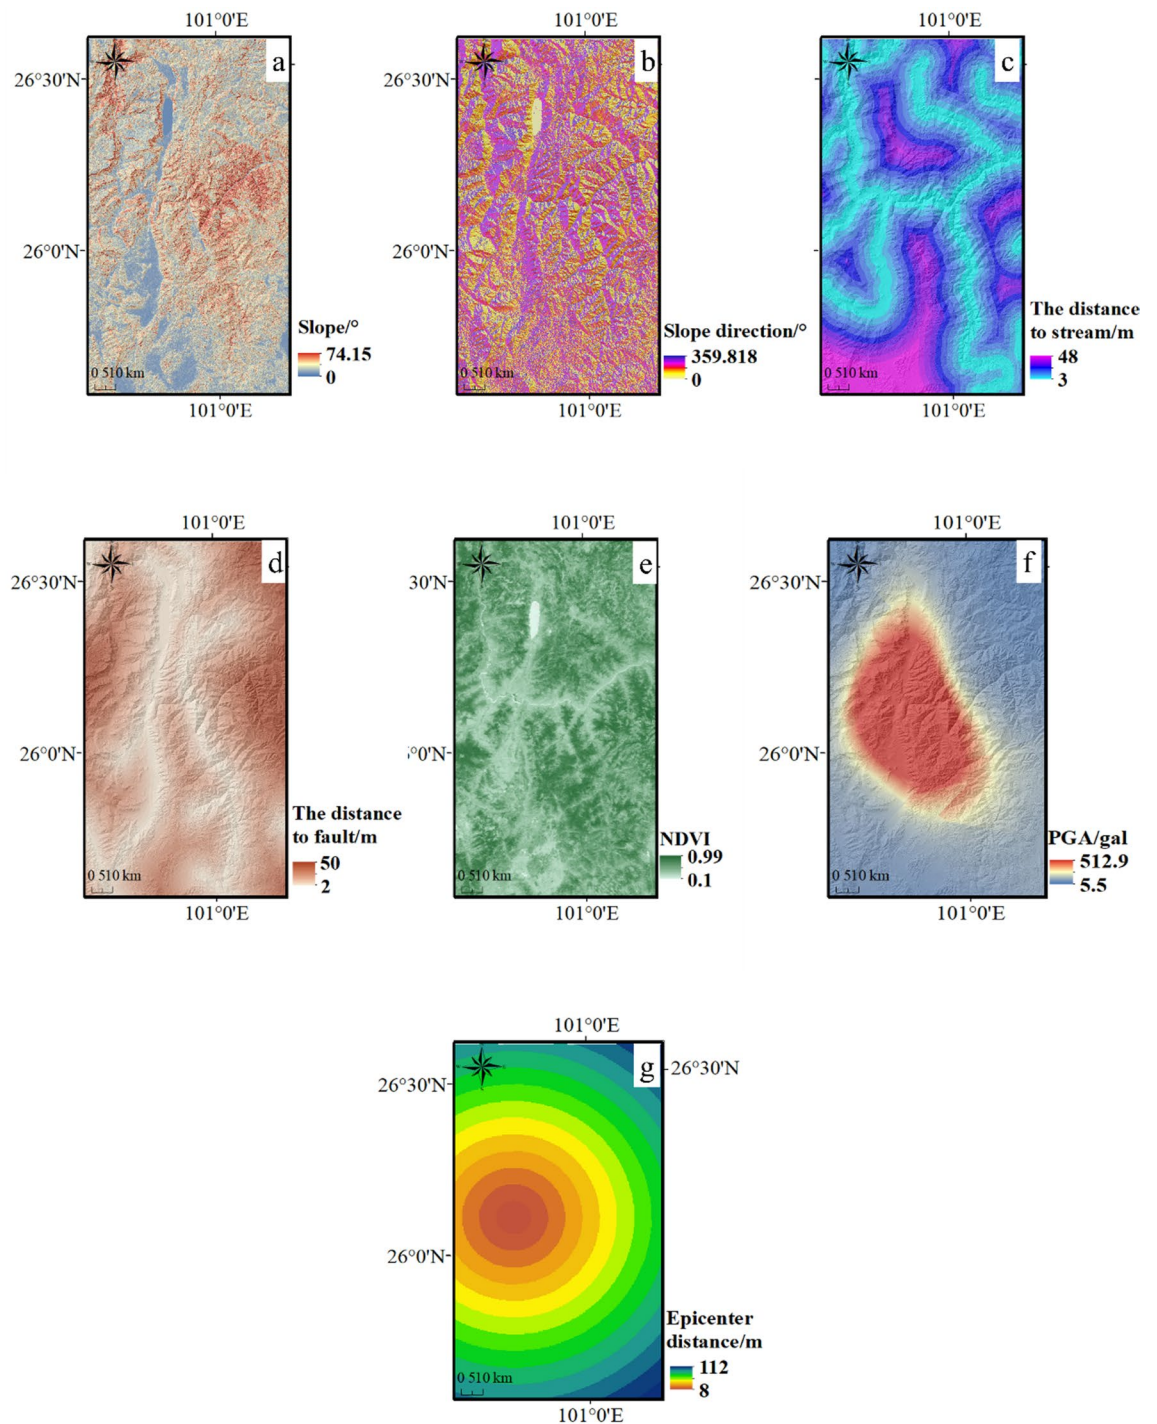 101°0'E
101°0'E
101°0'E
a
b
c
26°30'N
26°30'N
26°0'N
26°0'N
Slope/°
74.15
0
0 510 km
Slope direction/°
359.818
0
0 510 km
The distance
to stream/m
48
3
0 510 km
101°0'E
101°0'E
101°0'E
101°0'E
101°0'E
101°0'E
d
e
f
26°30'N
30'N
26°30'N
26°0'N
0'N
26°0'N
The distance
to fault/m
50
2
0 510 km
NDVI
0.99
0.1
0 510 km
PGA/gal
512.9
5.5
0 510 km
101°0'E
101°0'E
101°0'E
101°0'E
g
26°30'N
26°30'N
26°0'N
Epicenter
distance/m
112
8
0 510 km
101°0'E